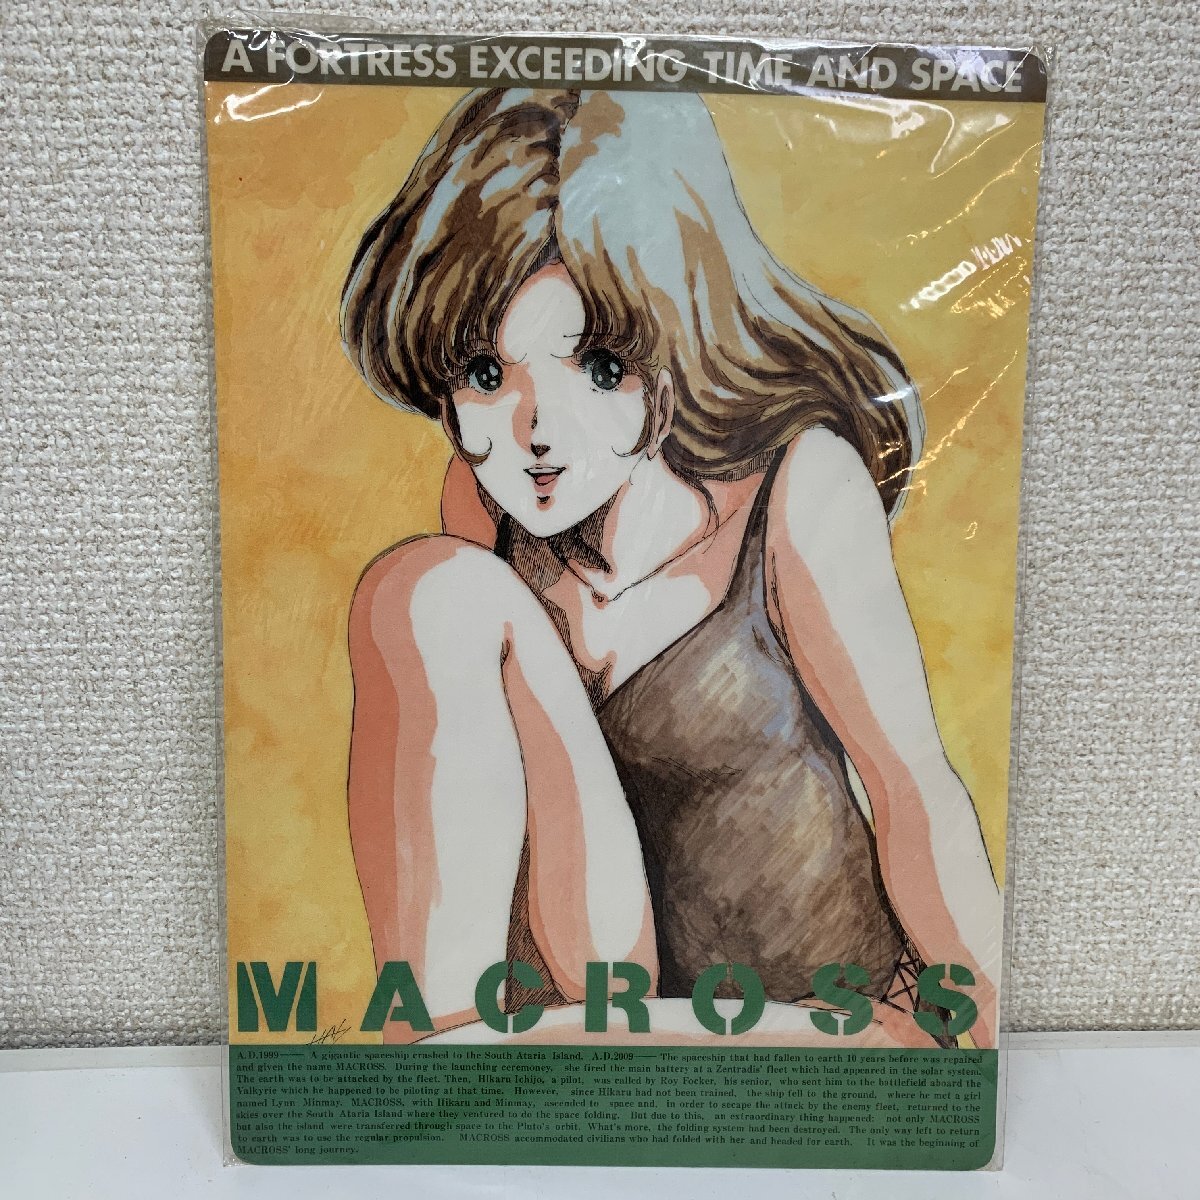 A FORTRESS EXCEEDING TIME AND SPACE
MACROSS
HAL
A.D.1999—— A gigantic spaceship crashed to the South Ataria Island. A.D.2009—— The spaceship that had fallen to earth 10 years before was repaired
and given the name MACROSS. During the launching ceremoney, she fired the main battery at a Zentradis' fleet which had appeared in the solar system.
The earth was to be attacked by the fleet. Then, Hikaru Ichijo, a pilot, was called by Roy Focker, his senior, who sent him to the battlefield aboard the
Valkyrie which he happened to be piloting at that time. However, since Hikaru had not been trained, the ship fell to the ground, where he met a girl
named Lynn Minmay. MACROSS, with Hikaru and Minmay, ascended to space and, in order to escape the attack by the enemy fleet, returned to the
skies over the South Ataria Island where they ventured to do the space folding. But due to this, an extraordinary thing happened: not only MACROSS
but also the island were transferred through space to the Pluto's orbit. What's more, the folding system had been destroyed. The only way left to return
to earth was to use the regular propulsion. MACROSS accommodated civilians who had folded with her and headed for earth. It was the beginning of
MACROSS' long journey.